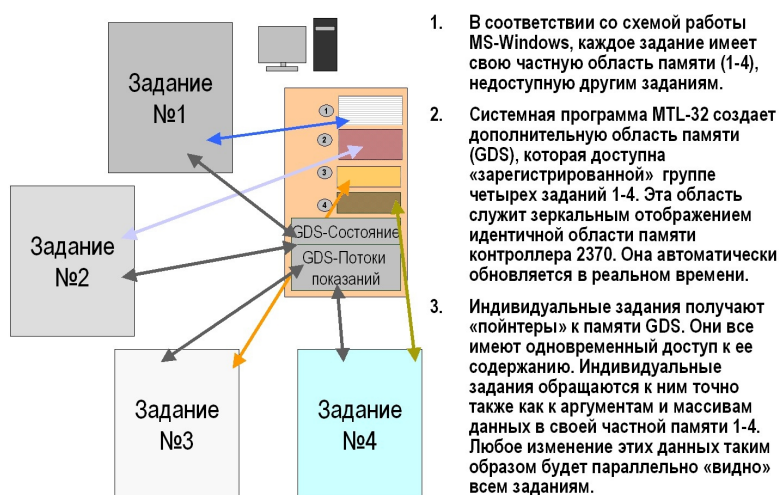 Задание
№1
Задание
№2
Задание
№3
Задание
№4
1
2
3
4
GDS-Состояние
GDS-Потоки
показаний
1. В соответствии со схемой работы
MS-Windows, каждое задание имеет
свою частную область памяти (1-4),
недоступную другим заданиям.
2. Системная программа MTL-32 создает
дополнительную область памяти
(GDS), которая доступна
«зарегистрированной» группе
четырех заданий 1-4. Эта область
служит зеркальным отображением
идентичной области памяти
контроллера 2370. Она автоматически
обновляется в реальном времени.
3. Индивидуальные задания получают
«пойнтеры» к памяти GDS. Они все
имеют одновременный доступ к ее
содержанию. Индивидуальные
задания обращаются к ним точно
также как к аргументам и массивам
данных в своей частной памяти 1-4.
Любое изменение этих данных таким
образом будет параллельно «видно»
всем заданиям.